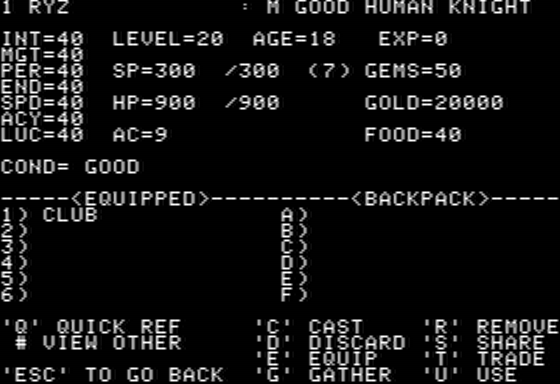 1 RYZ : M GOOD HUMAN KNIGHT
INT=40 LEVEL=20 AGE=18 EXP=0
MGT=40
PER=40 SP=300 /300 (7) GEMS=50
END=40
SPD=40 HP=900 /900 GOLD=20000
ACY=40
LUC=40 AC=9 FOOD=40
COND= GOOD
-----<EQUIPPED>----------<BACKPACK>-----
1) CLUB A)
2) B)
3) C)
4) D)
5) E)
6) F)
'Q' QUICK REF 'C' CAST 'R' REMOVE
# VIEW OTHER 'D' DISCARD 'S' SHARE
'E' EQUIP 'T' TRADE
'ESC' TO GO BACK 'G' GATHER 'U' USE